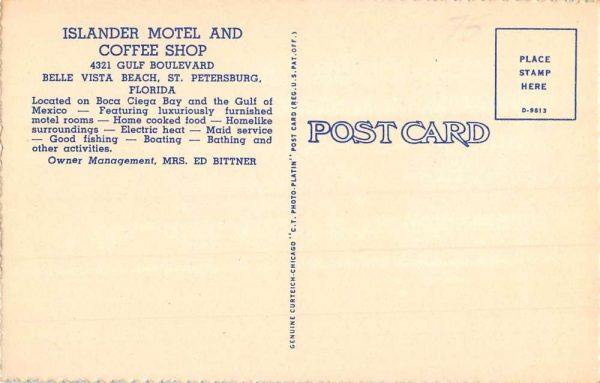 ISLANDER MOTEL AND
COFFEE SHOP
4321 GULF BOULEVARD
BELLE VISTA BEACH, ST. PETERSBURG,
FLORIDA
Located on Boca Ciega Bay and the Gulf of
Mexico — Featuring luxuriously furnished
motel rooms — Home cooked food — Homelike
surroundings — Electric heat — Maid service
— Good fishing — Boating — Bathing and
other activities.
Owner Management, MRS. ED BITTNER
GENUINE CURTEICH-CHICAGO "C.T. PHOTO-PLATIN" POST CARD (REG. U.S. PAT. OFF.)
POST CARD
PLACE
STAMP
HERE
D-9813